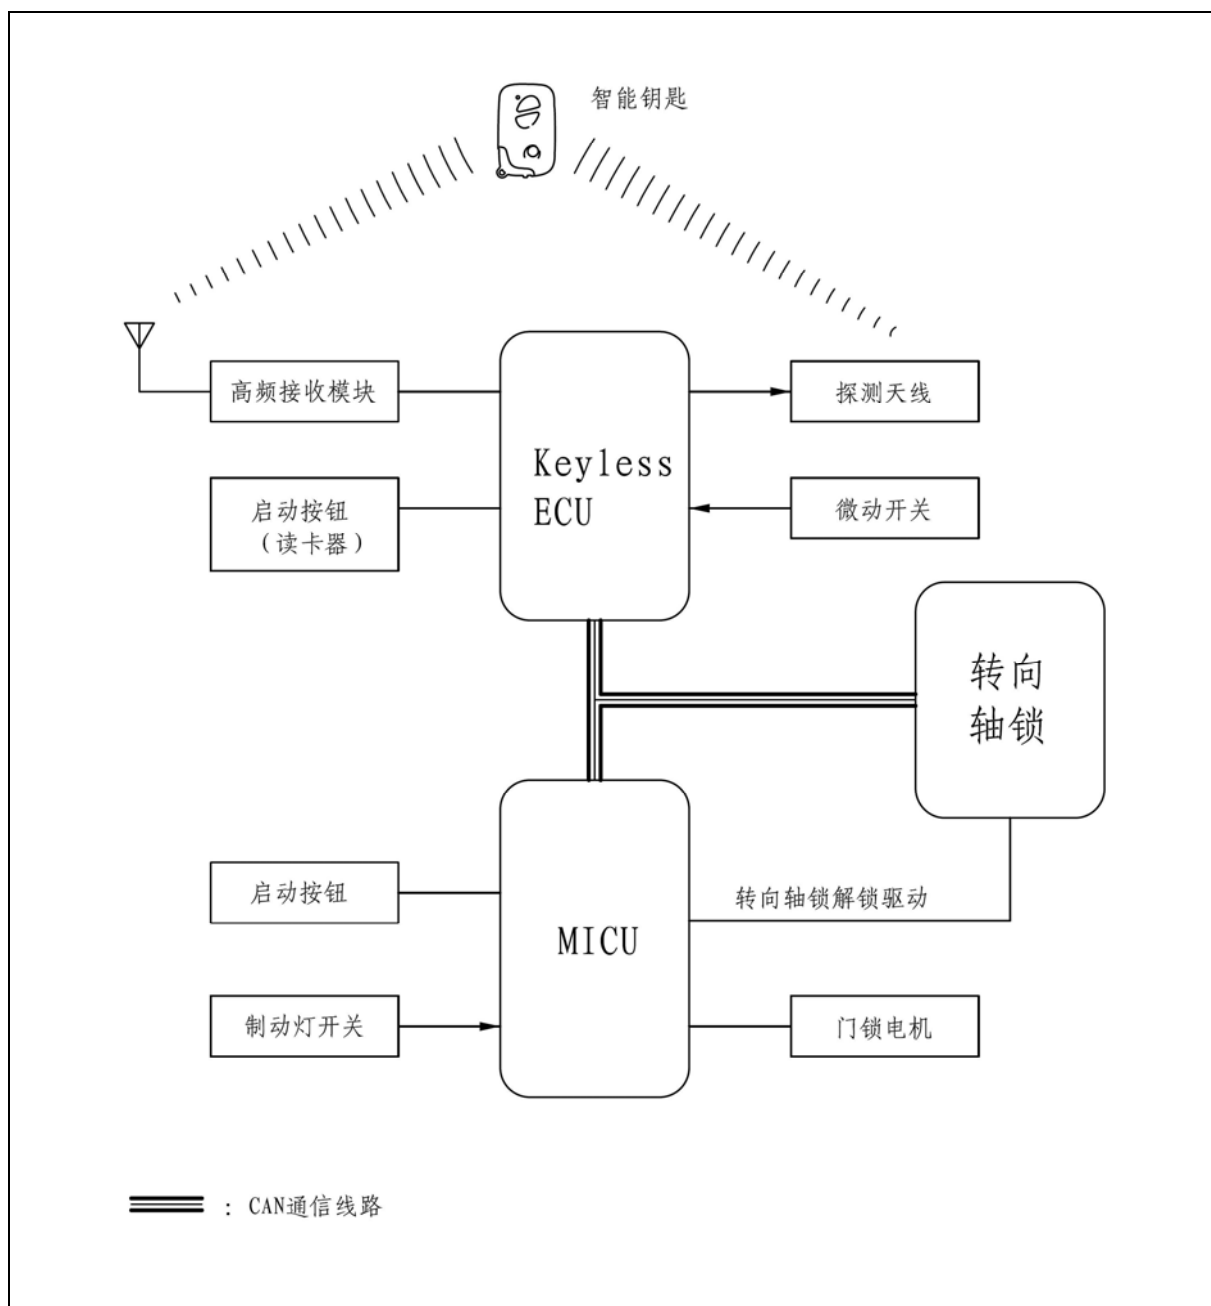 智能钥匙
高频接收模块
探测天线
Keyless
ECU
启动按钮
（读卡器）
微动开关
转向
轴锁
启动按钮
转向轴锁解锁驱动
MICU
制动灯开关
门锁电机
：CAN通信线路